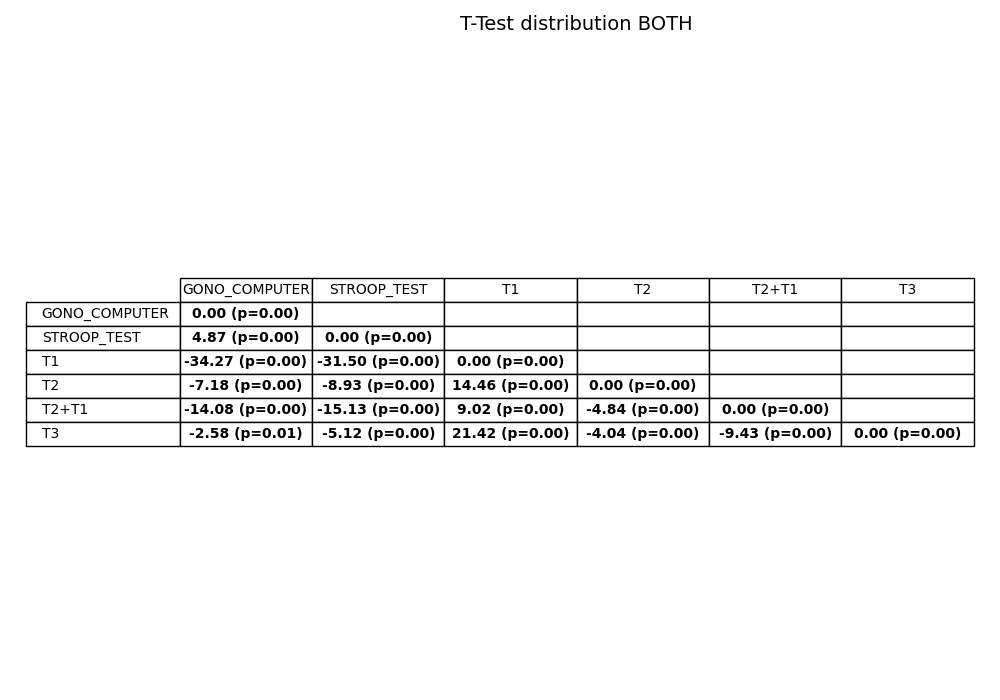 T-Test distribution BOTH
GONO_COMPUTER STROOP_TEST T1 T2 T2+T1 T3
GONO_COMPUTER 0.00 (p=0.00)
STROOP_TEST 4.87 (p=0.00) 0.00 (p=0.00)
T1 -34.27 (p=0.00) -31.50 (p=0.00) 0.00 (p=0.00)
T2 -7.18 (p=0.00) -8.93 (p=0.00) 14.46 (p=0.00) 0.00 (p=0.00)
T2+T1 -14.08 (p=0.00) -15.13 (p=0.00) 9.02 (p=0.00) -4.84 (p=0.00) 0.00 (p=0.00)
T3 -2.58 (p=0.01) -5.12 (p=0.00) 21.42 (p=0.00) -4.04 (p=0.00) -9.43 (p=0.00) 0.00 (p=0.00)